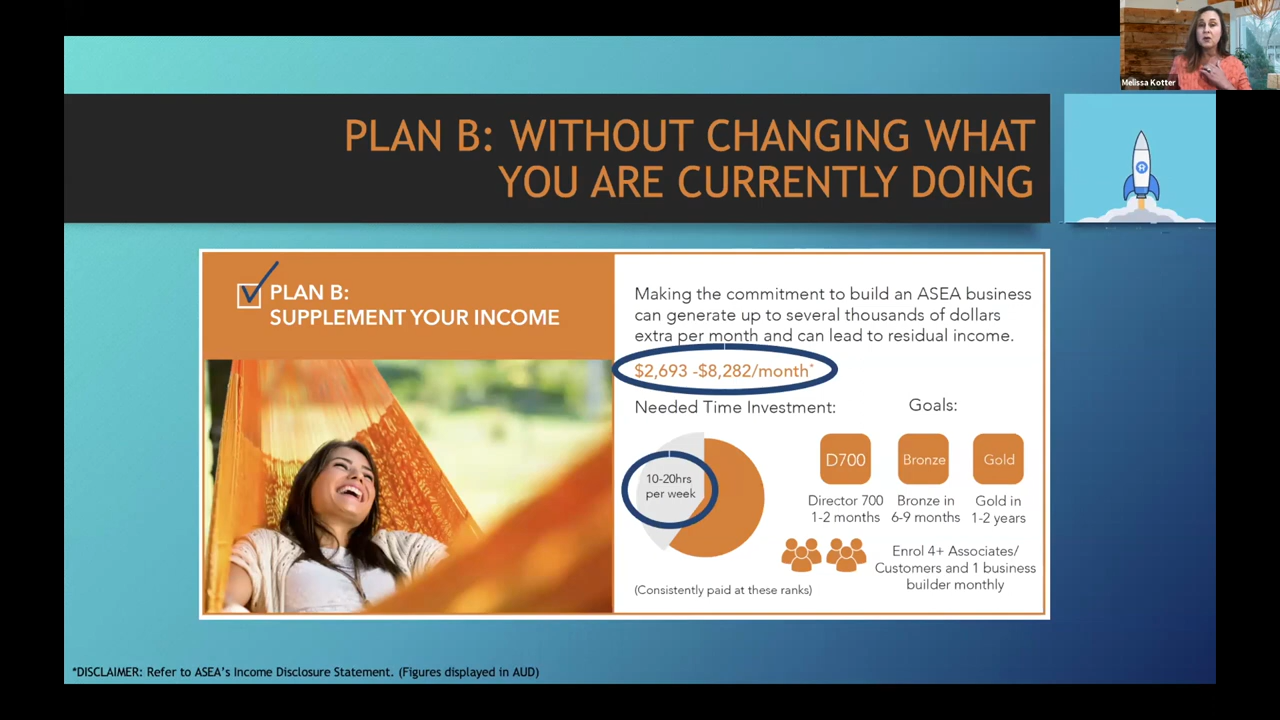 Melissa Kotter
PLAN B: WITHOUT CHANGING WHAT
YOU ARE CURRENTLY DOING
PLAN B:
SUPPLEMENT YOUR INCOME
Making the commitment to build an ASEA business
can generate up to several thousands of dollars
extra per month and can lead to residual income.
$2,693 -$8,282/month*
Needed Time Investment:
10-20hrs
per week
(Consistently paid at these ranks)
Goals:
D700
Bronze
Gold
Director 700
1-2 months
Bronze in
6-9 months
Gold in
1-2 years
Enrol 4+ Associates/
Customers and 1 business
builder monthly
*DISCLAIMER: Refer to ASEA's Income Disclosure Statement. (Figures displayed in AUD)